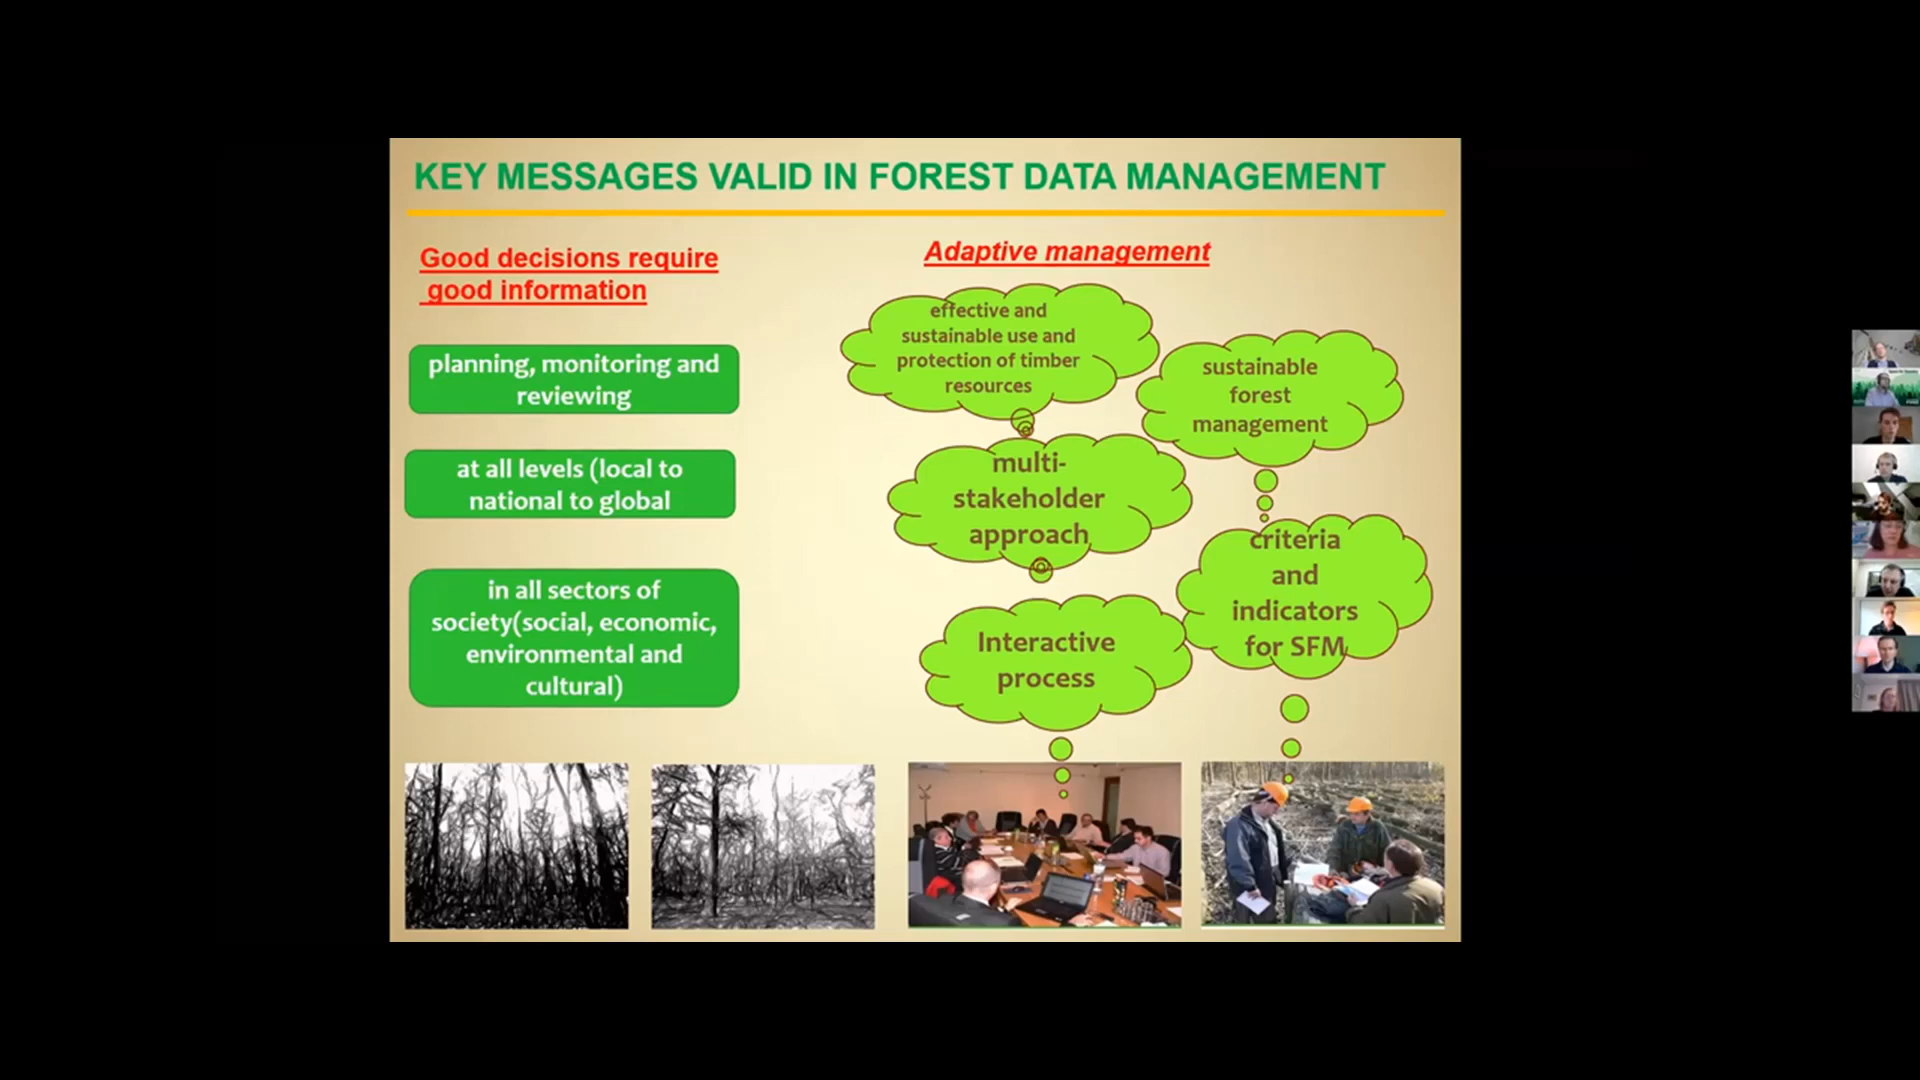 KEY MESSAGES VALID IN FOREST DATA MANAGEMENT
Good decisions require
good information
planning, monitoring and
reviewing
at all levels (local to
national to global
in all sectors of
society(social, economic,
environmental and
cultural)
Adaptive management
effective and
sustainable use and
protection of timber
resources
sustainable
forest
management
multi-
stakeholder
approach
criteria
and
indicators
for SFM
Interactive
process